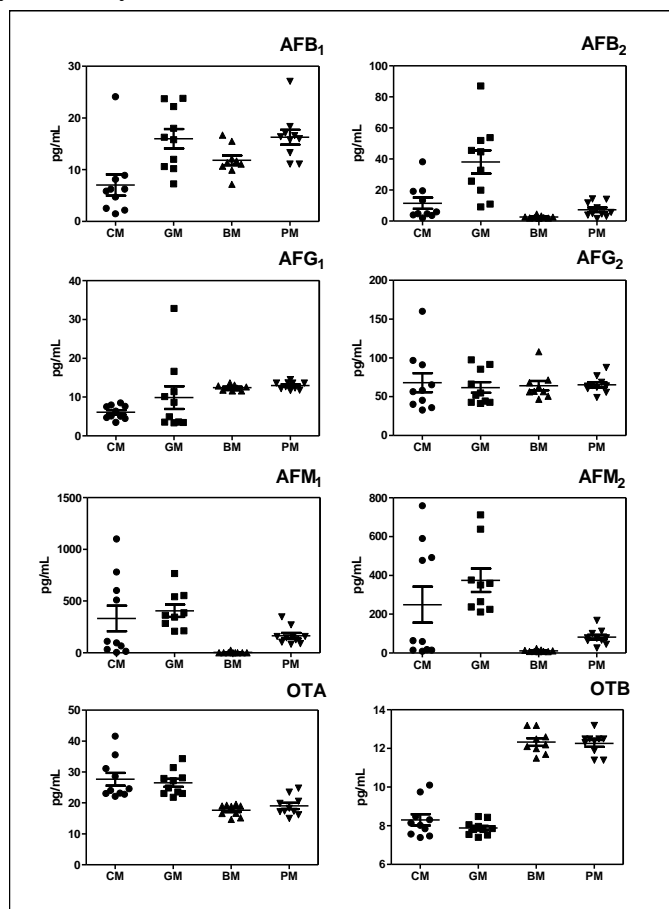 AFB1 AFB2
30 100
20 80
10 60
0 40
20
0
pg/mL pg/mL
CM GM BM PM CM GM BM PM
AFG1 AFG2
40 200
30 150
20 100
10 50
0 0
pg/mL pg/mL
CM GM BM PM CM GM BM PM
AFM1 AFM2
1500 800
1000 600
500 400
0 200
0
pg/mL pg/mL
CM GM BM PM CM GM BM PM
OTA OTB
50 14
40 12
30 10
20 8
10 6
0
pg/mL pg/mL
CM GM BM PM CM GM BM PM